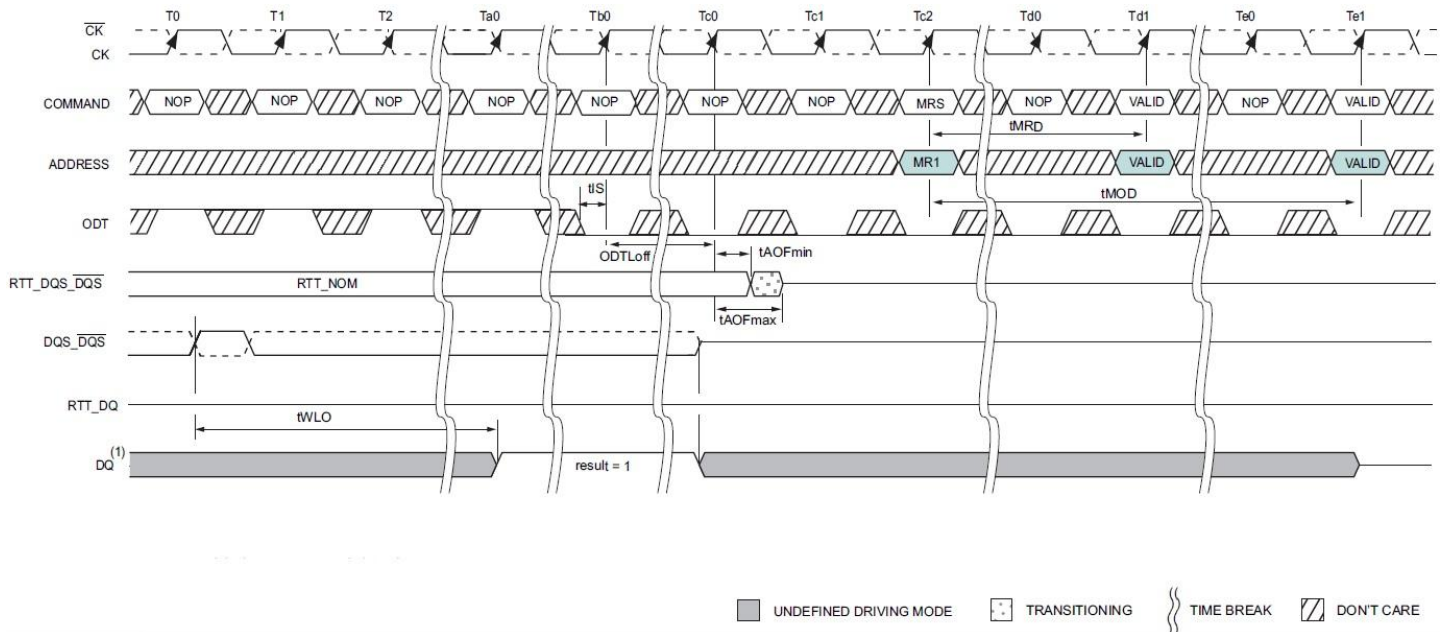 T0 T1 T2 Ta0 Tb0 Tc0 Tc1 Tc2 Td0 Td1 Te0 Te1
CK
CK
COMMAND NOP NOP NOP NOP NOP NOP NOP MRS NOP VALID NOP VALID
tMRD
ADDRESS MR1 VALID VALID
tIS
tMOD
ODT
ODTLoff tAOFmin
RTT_DQS_DQS RTT_NOM
tAOFmax
DQS_DQS
RTT_DQ
tWLO
DQ(1) result = 1
UNDEFINED DRIVING MODE TRANSITIONING TIME BREAK DON'T CARE